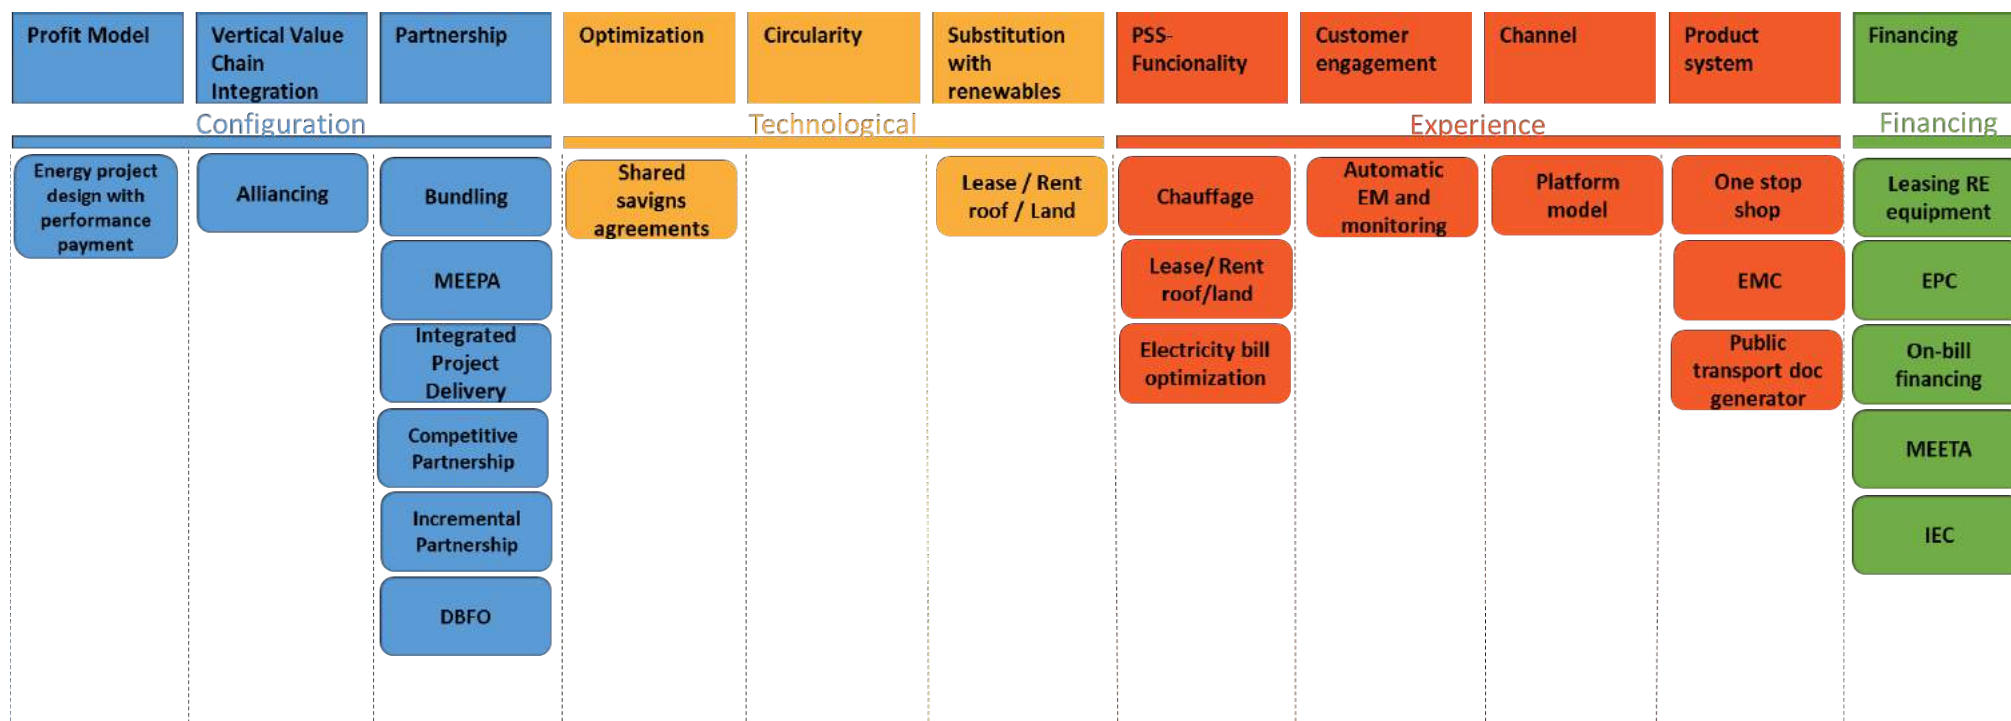 Profit Model
Vertical Value
Chain
Integration
Partnership
Optimization
Circularity
Substitution
with
renewables
PSS-
Funcionality
Customer
engagement
Channel
Product
system
Financing
Configuration
Technological
Experience
Financing
Energy project
design with
performance
payment
Alliancing
Bundling
MEEPA
Integrated
Project
Delivery
Competitive
Partnership
Incremental
Partnership
DBFO
Shared
savigns
agreements
Lease / Rent
roof / Land
Chauffage
Lease/ Rent
roof/land
Electricity bill
optimization
Automatic
EM and
monitoring
Platform
model
One stop
shop
EMC
Public
transport doc
generator
Leasing RE
equipment
EPC
On-bill
financing
MEETA
IEC